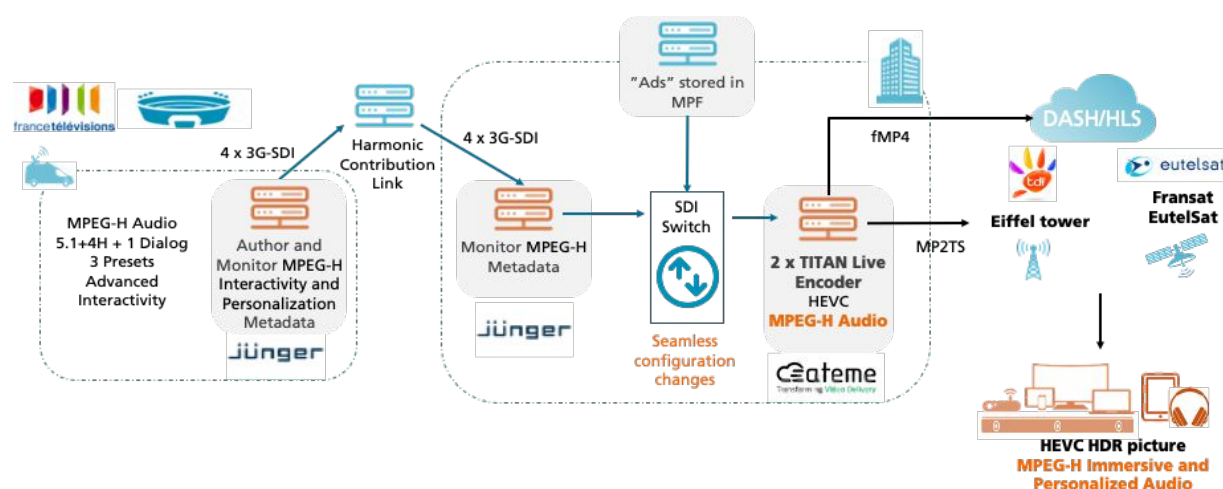 francetélévisions
4 x 3G-SDI
Harmonic
Contribution
Link
4 x 3G-SDI
MPEG-H Audio
5.1+4H + 1 Dialog
3 Presets
Advanced
Interactivity
Author and
Monitor MPEG-H
Interactivity and
Personalization
Metadata
jünger
Monitor MPEG-H
Metadata
jünger
"Ads" stored in
MPF
SDI
Switch
Seamless
configuration
changes
2 x TITAN Live
Encoder
HEVC
MPEG-H Audio
ateme
Transforming Video Delivery
fMP4
MP2TS
DASH/HLS
tdf
Eiffel tower
eutelsat
Fransat
EutelSat
HEVC HDR picture
MPEG-H Immersive and
Personalized Audio